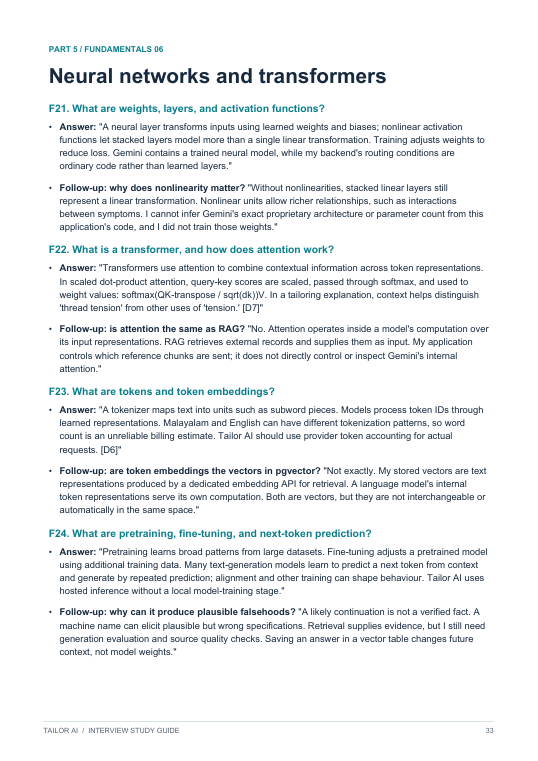 PART 5 / FUNDAMENTALS 06
Neural networks and transformers
F21. What are weights, layers, and activation functions?
• Answer: "A neural layer transforms inputs using learned weights and biases; nonlinear activation
functions let stacked layers model more than a single linear transformation. Training adjusts weights to
reduce loss. Gemini contains a trained neural model, while my backend's routing conditions are
ordinary code rather than learned layers."
• Follow-up: why does nonlinearity matter? "Without nonlinearities, stacked linear layers still
represent a linear transformation. Nonlinear units allow richer relationships, such as interactions
between symptoms. I cannot infer Gemini's exact proprietary architecture or parameter count from this
application's code, and I did not train those weights."
F22. What is a transformer, and how does attention work?
• Answer: "Transformers use attention to combine contextual information across token representations.
In scaled dot-product attention, query-key scores are scaled, passed through softmax, and used to
weight values: softmax(QK-transpose / sqrt(dk))V. In a tailoring explanation, context helps distinguish
'thread tension' from other uses of 'tension.' [D7]"
• Follow-up: is attention the same as RAG? "No. Attention operates inside a model's computation over
its input representations. RAG retrieves external records and supplies them as input. My application
controls which reference chunks are sent; it does not directly control or inspect Gemini's internal
attention."
F23. What are tokens and token embeddings?
• Answer: "A tokenizer maps text into units such as subword pieces. Models process token IDs through
learned representations. Malayalam and English can have different tokenization patterns, so word
count is an unreliable billing estimate. Tailor AI should use provider token accounting for actual
requests. [D6]"
• Follow-up: are token embeddings the vectors in pgvector? "Not exactly. My stored vectors are text
representations produced by a dedicated embedding API for retrieval. A language model's internal
token representations serve its own computation. Both are vectors, but they are not interchangeable or
automatically in the same space."
F24. What are pretraining, fine-tuning, and next-token prediction?
• Answer: "Pretraining learns broad patterns from large datasets. Fine-tuning adjusts a pretrained model
using additional training data. Many text-generation models learn to predict a next token from context
and generate by repeated prediction; alignment and other training can shape behaviour. Tailor AI uses
hosted inference without a local model-training stage."
• Follow-up: why can it produce plausible falsehoods? "A likely continuation is not a verified fact. A
machine name can elicit plausible but wrong specifications. Retrieval supplies evidence, but I still need
generation evaluation and source quality checks. Saving an answer in a vector table changes future
context, not model weights."
TAILOR AI / INTERVIEW STUDY GUIDE
33